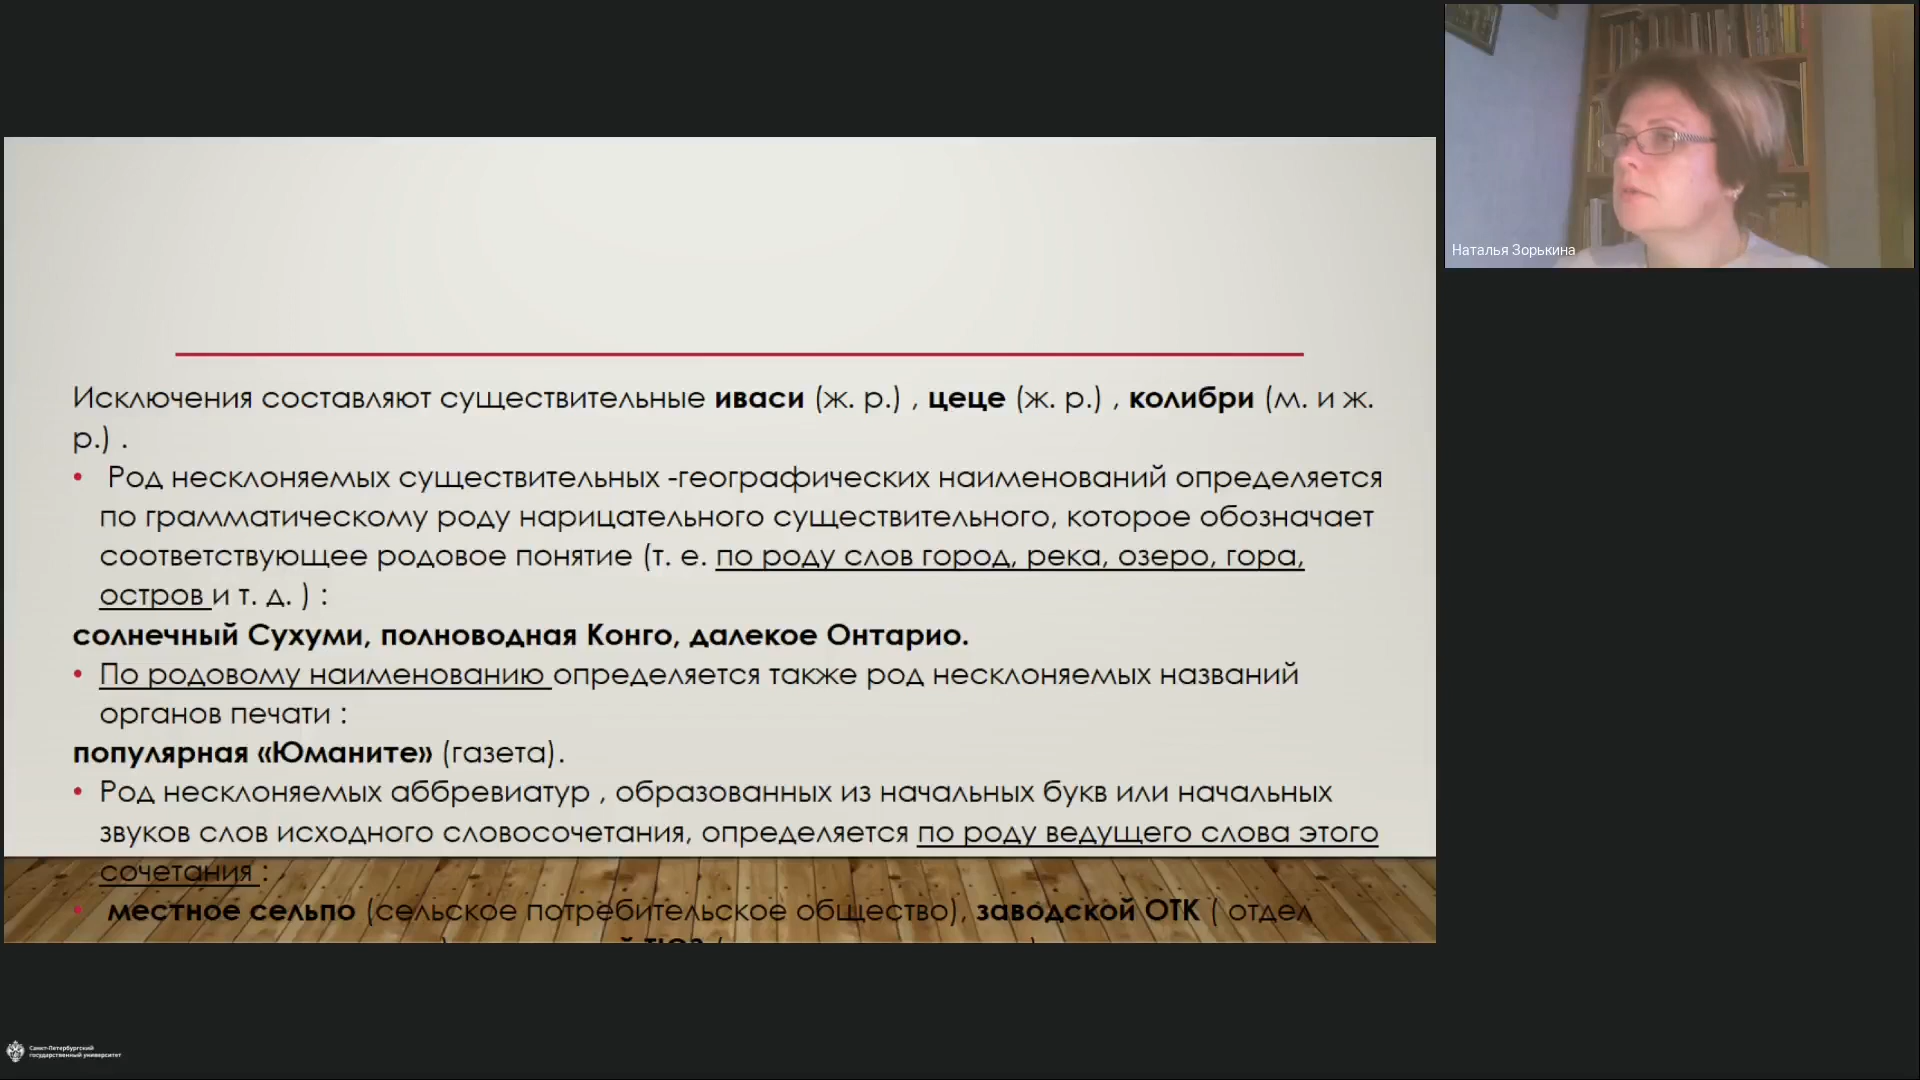 Исключения составляют существительные иваси (ж. р.) , цеце (ж. р.) , колибри (м. и ж.
р.) .
• Род несклоняемых существительных -географических наименований определяется
по грамматическому роду нарицательного существительного, которое обозначает
соответствующее родовое понятие (т. е. по роду слов город, река, озеро, гора,
остров и т. д. ) :
солнечный Сухуми, полноводная Конго, далекое Онтарио.
• По родовому наименованию определяется также род несклоняемых названий
органов печати :
популярная «Юманите» (газета).
• Род несклоняемых аббревиатур , образованных из начальных букв или начальных
звуков слов исходного словосочетания, определяется по роду ведущего слова этого
сочетания :
• местное сельпо (сельское потребительское общество), заводской ОТК ( отдел
Наталья Зорькина
Санкт-Петербургский
государственный университет